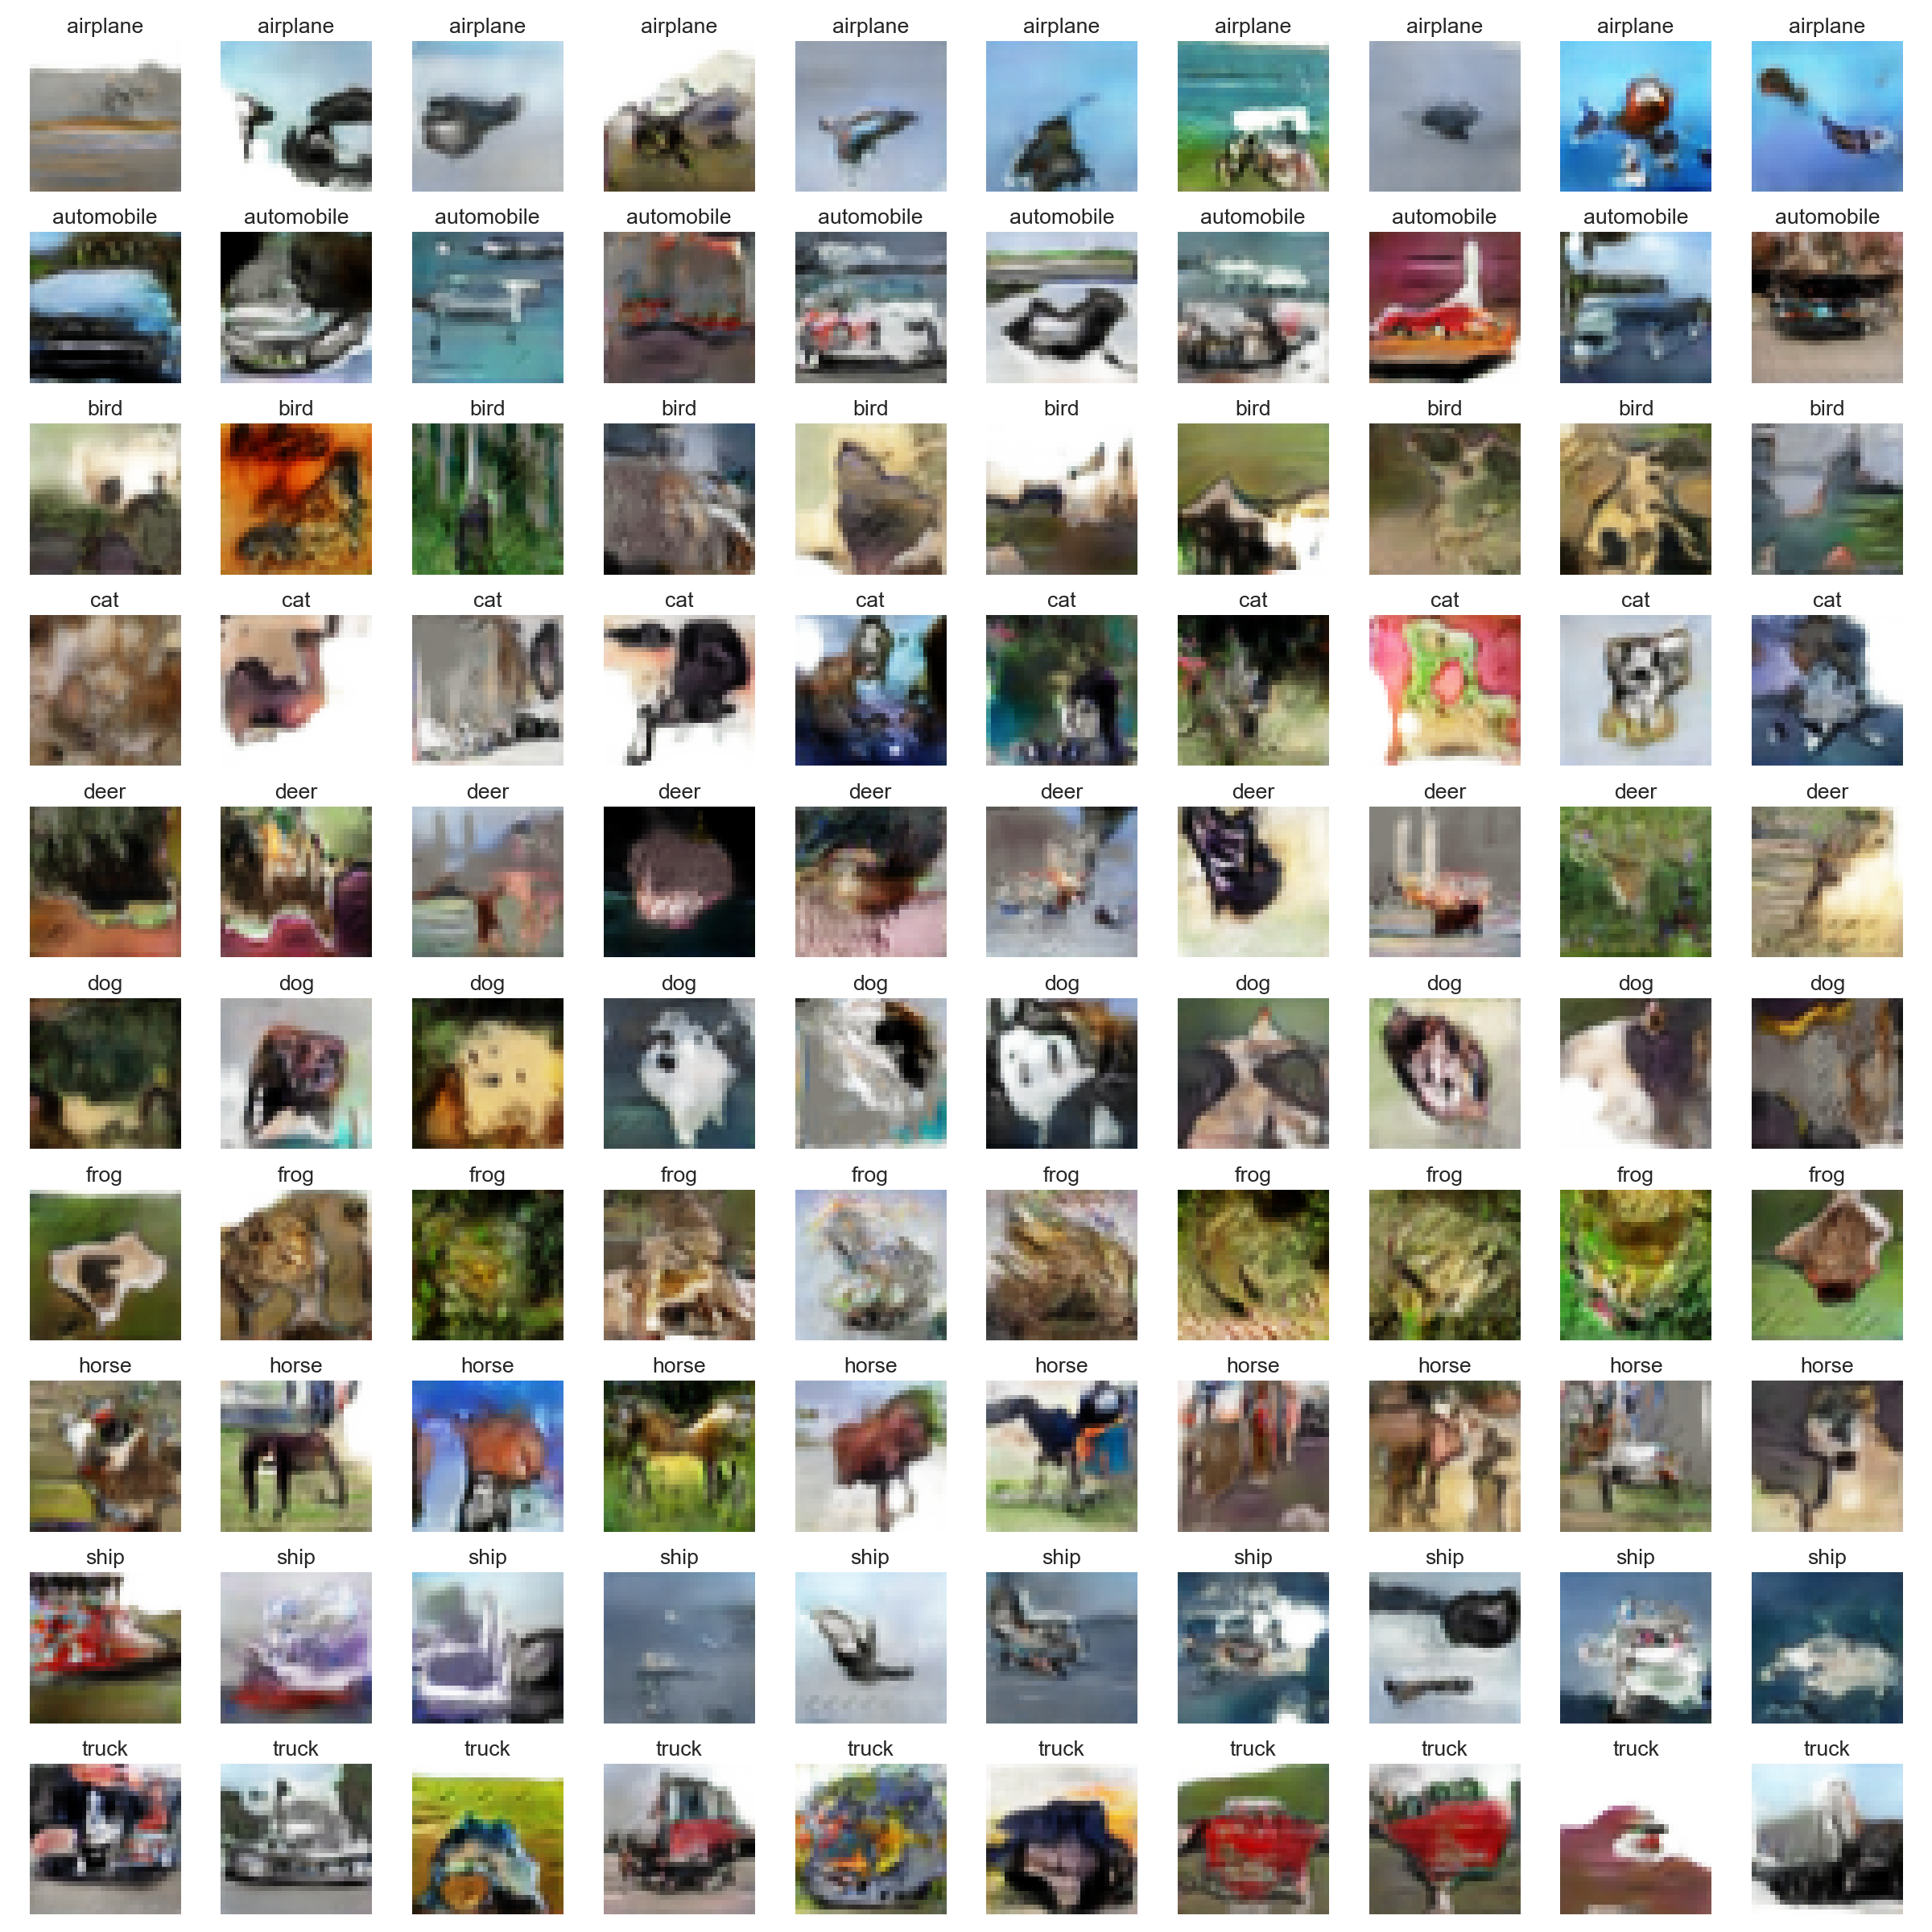 airplane airplane airplane airplane airplane airplane airplane airplane airplane airplane
automobile automobile automobile automobile automobile automobile automobile automobile automobile automobile
bird bird bird bird bird bird bird bird bird bird
cat cat cat cat cat cat cat cat cat cat
deer deer deer deer deer deer deer deer deer deer
dog dog dog dog dog dog dog dog dog dog
frog frog frog frog frog frog frog frog frog frog
horse horse horse horse horse horse horse horse horse horse
ship ship ship ship ship ship ship ship ship ship
truck truck truck truck truck truck truck truck truck truck